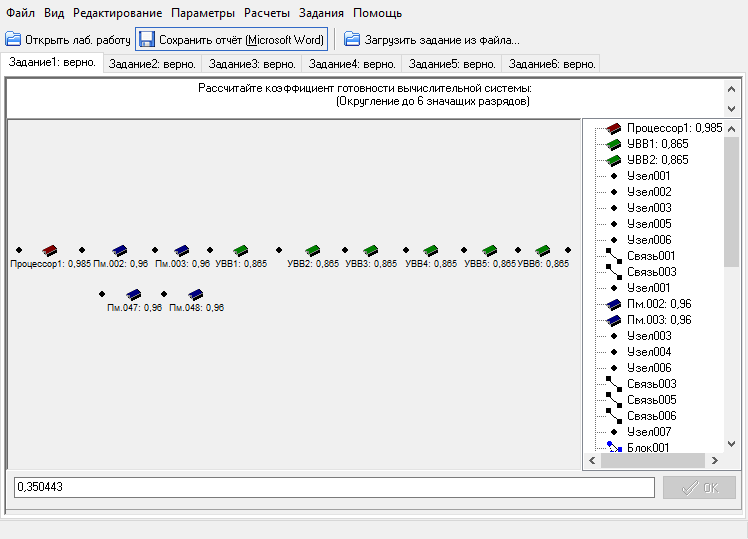 Файл Вид Редактирование Параметры Расчеты Задания Помощь
Открыть лаб. работу Сохранить отчёт (Microsoft Word) Загрузить задание из файла...
Задание1: верно. Задание2: верно. Задание3: верно. Задание4: верно. Задание5: верно. Задание6: верно.
Рассчитайте коэффициент готовности вычислительной системы:
(Округление до 6 значащих разрядов)
Процессор1: 0,985 Пм.002: 0,96 Пм.003: 0,96 УВВ1: 0,865 УВВ2: 0,865 УВВ3: 0,865 УВВ4: 0,865 УВВ5: 0,865 УВВ6: 0,865
Пм.047: 0,96 Пм.048: 0,96
Процессор1: 0,985
УВВ1: 0,865
УВВ2: 0,865
Узел001
Узел002
Узел003
Узел005
Узел006
Связь001
Связь003
Узел001
Пм.002: 0,96
Пм.003: 0,96
Узел003
Узел004
Узел006
Связь003
Связь005
Связь006
Узел007
Блок001
0,350443
OK